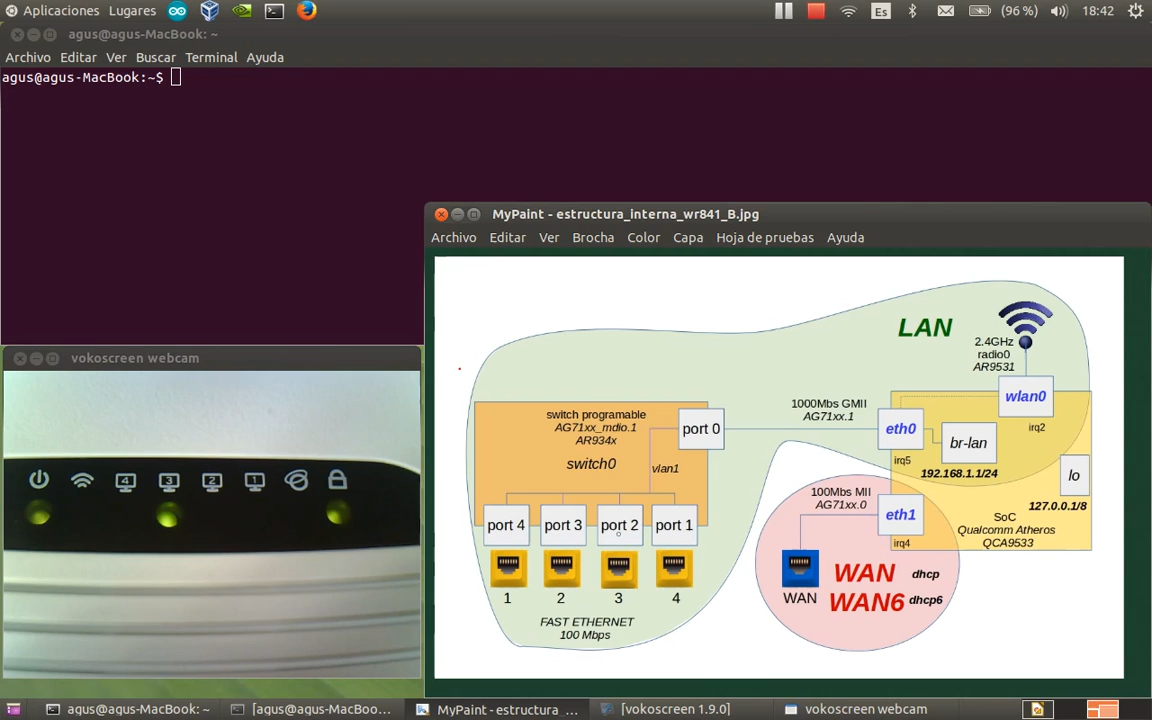 Aplicaciones Lugares Es (96 %) 18:42
agus@agus-MacBook: ~
Archivo Editar Ver Buscar Terminal Ayuda
agus@agus-MacBook:~$
MyPaint - estructura_interna_wr841_B.jpg
Archivo Editar Ver Brocha Color Capa Hoja de pruebas Ayuda
LAN
2.4GHz
radio0
AR9531
wlan0
irq2
switch programable
AG71xx_mdio.1
AR934x
switch0
port 0
vlan1
1000Mbs GMII
AG71xx.1
eth0
irq5
br-lan
192.168.1.1/24
lo
127.0.0.1/8
port 4 port 3 port 2 port 1
1 2 3 4
FAST ETHERNET
100 Mbps
100Mbs MII
AG71xx.0
eth1
irq4
SoC
Qualcomm Atheros
QCA9533
WAN
WAN dhcp
WAN6 dhcp6
vokoscreen webcam
4 3 2 1
agus@agus-MacBook: ~ [agus@agus-MacBoo... MyPaint - estructura_... [vokoscreen 1.9.0] vokoscreen webcam